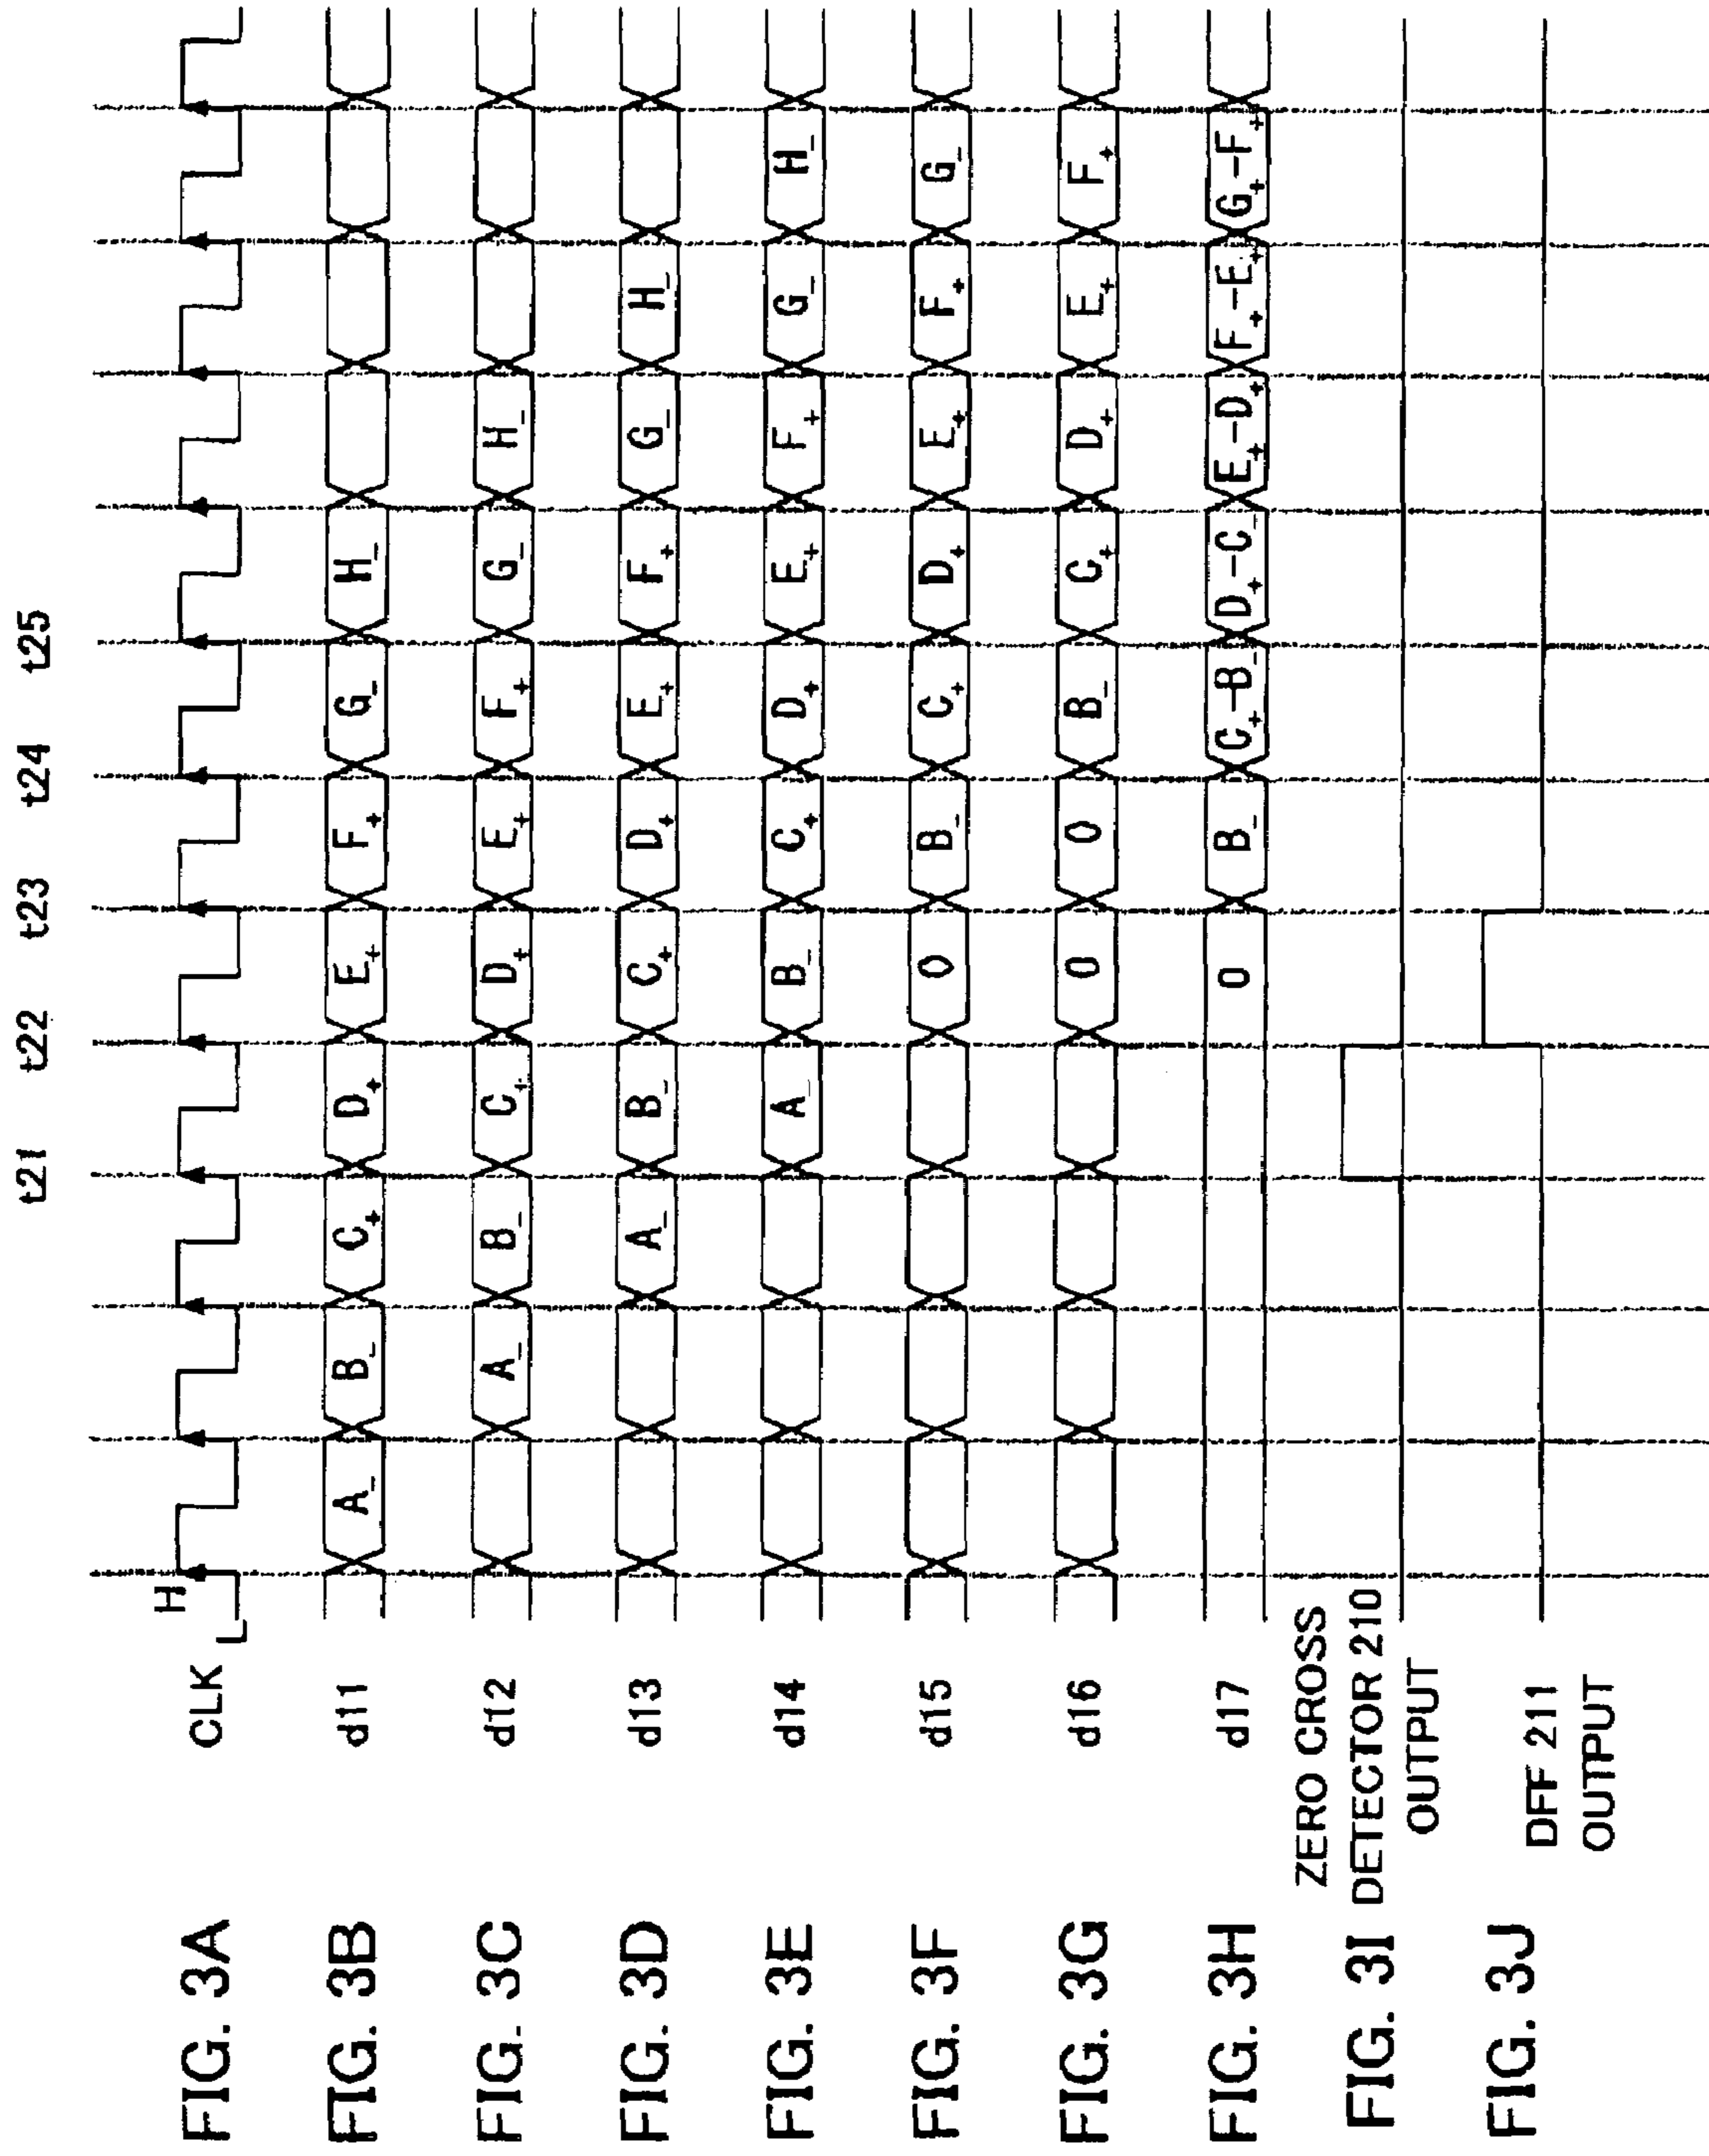 t21 t22 t23 t24 t25
H
FIG. 3A CLK
L
FIG. 3B d11 A_ B_ C+ D+ E+ F+ G_ H_
FIG. 3C d12 A_ B_ C+ D+ E+ F+ G_ H_
FIG. 3D d13 A_ B_ C+ D+ E+ F+ G_ H_
FIG. 3E d14 A_ B_ C+ D+ E+ F+ G_ H_
FIG. 3F d15 0 B_ C+ D+ E+ F+ G_
FIG. 3G d16 0 0 B_ C+ D+ E+ F+
FIG. 3H d17 0 B_ C+-B_ D+-C_ E+-D+ F+-E+ G+-F+
ZERO CROSS
FIG. 3I DETECTOR 210
OUTPUT
FIG. 3J DFF 211
OUTPUT